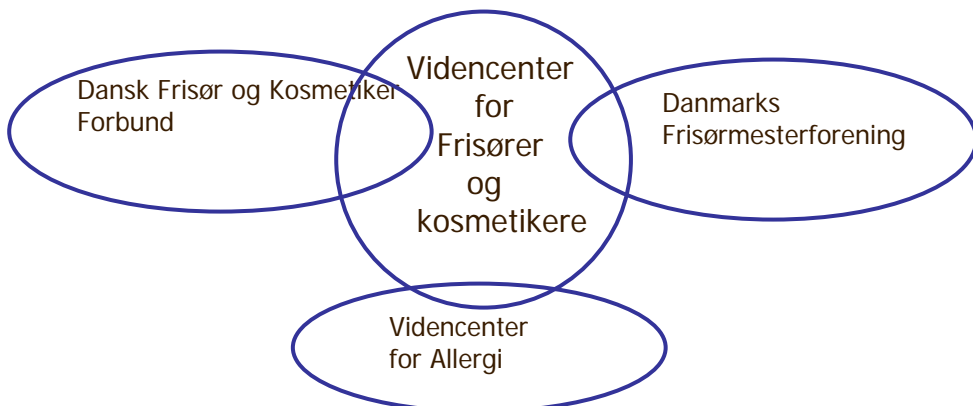 Dansk Frisør og Kosmetiker
Forbund
Videncenter
for
Frisører
og
kosmetikere
Danmarks
Frisørmesterforening
Videncenter
for Allergi